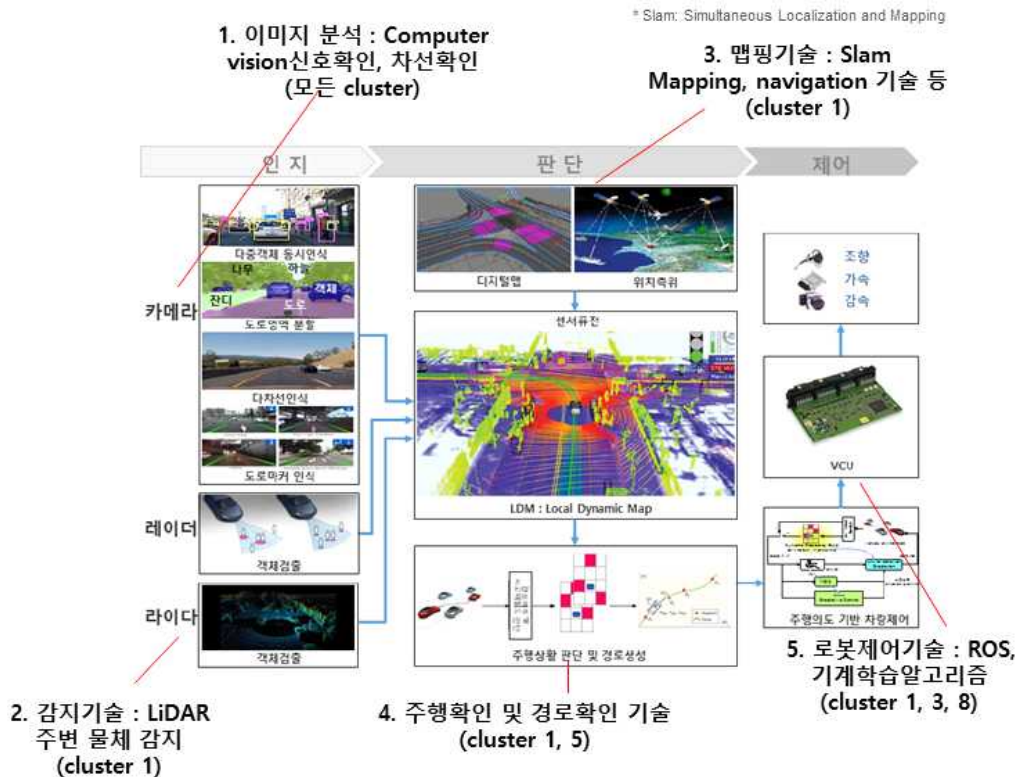 * Slam: Simultaneous Localization and Mapping
1. 이미지 분석 : Computer
vision신호확인, 차선확인
(모든 cluster)
3. 맵핑기술 : Slam
Mapping, navigation 기술 등
(cluster 1)
인 지
판 단
제어
카메라
다중객체 동시인식
나무
하늘
객체
잔디
도로
도로영역 분할
다차선인식
도로마커 인식
레이더
객체검출
라이다
객체검출
디지털맵
위치측위
센서퓨전
LDM : Local Dynamic Map
주행상황 판단 및 경로생성
조향
가속
감속
VCU
주행의도 기반 차량제어
2. 감지기술 : LiDAR
주변 물체 감지
(cluster 1)
4. 주행확인 및 경로확인 기술
(cluster 1, 5)
5. 로봇제어기술 : ROS,
기계학습알고리즘
(cluster 1, 3, 8)